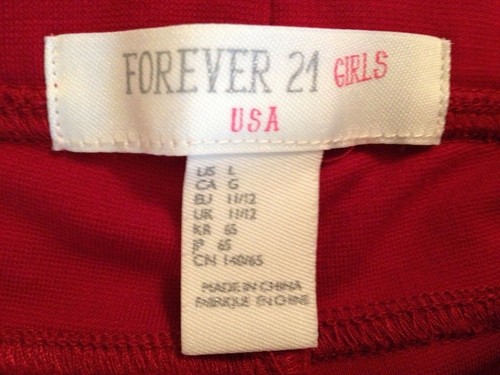 FOREVER 21 GIRLS
USA
US L
CA G
EU 11/12
UK 11/12
KR 65
JP 65
CN 140/65
MADE IN CHINA
FABRIQUE EN CHINE